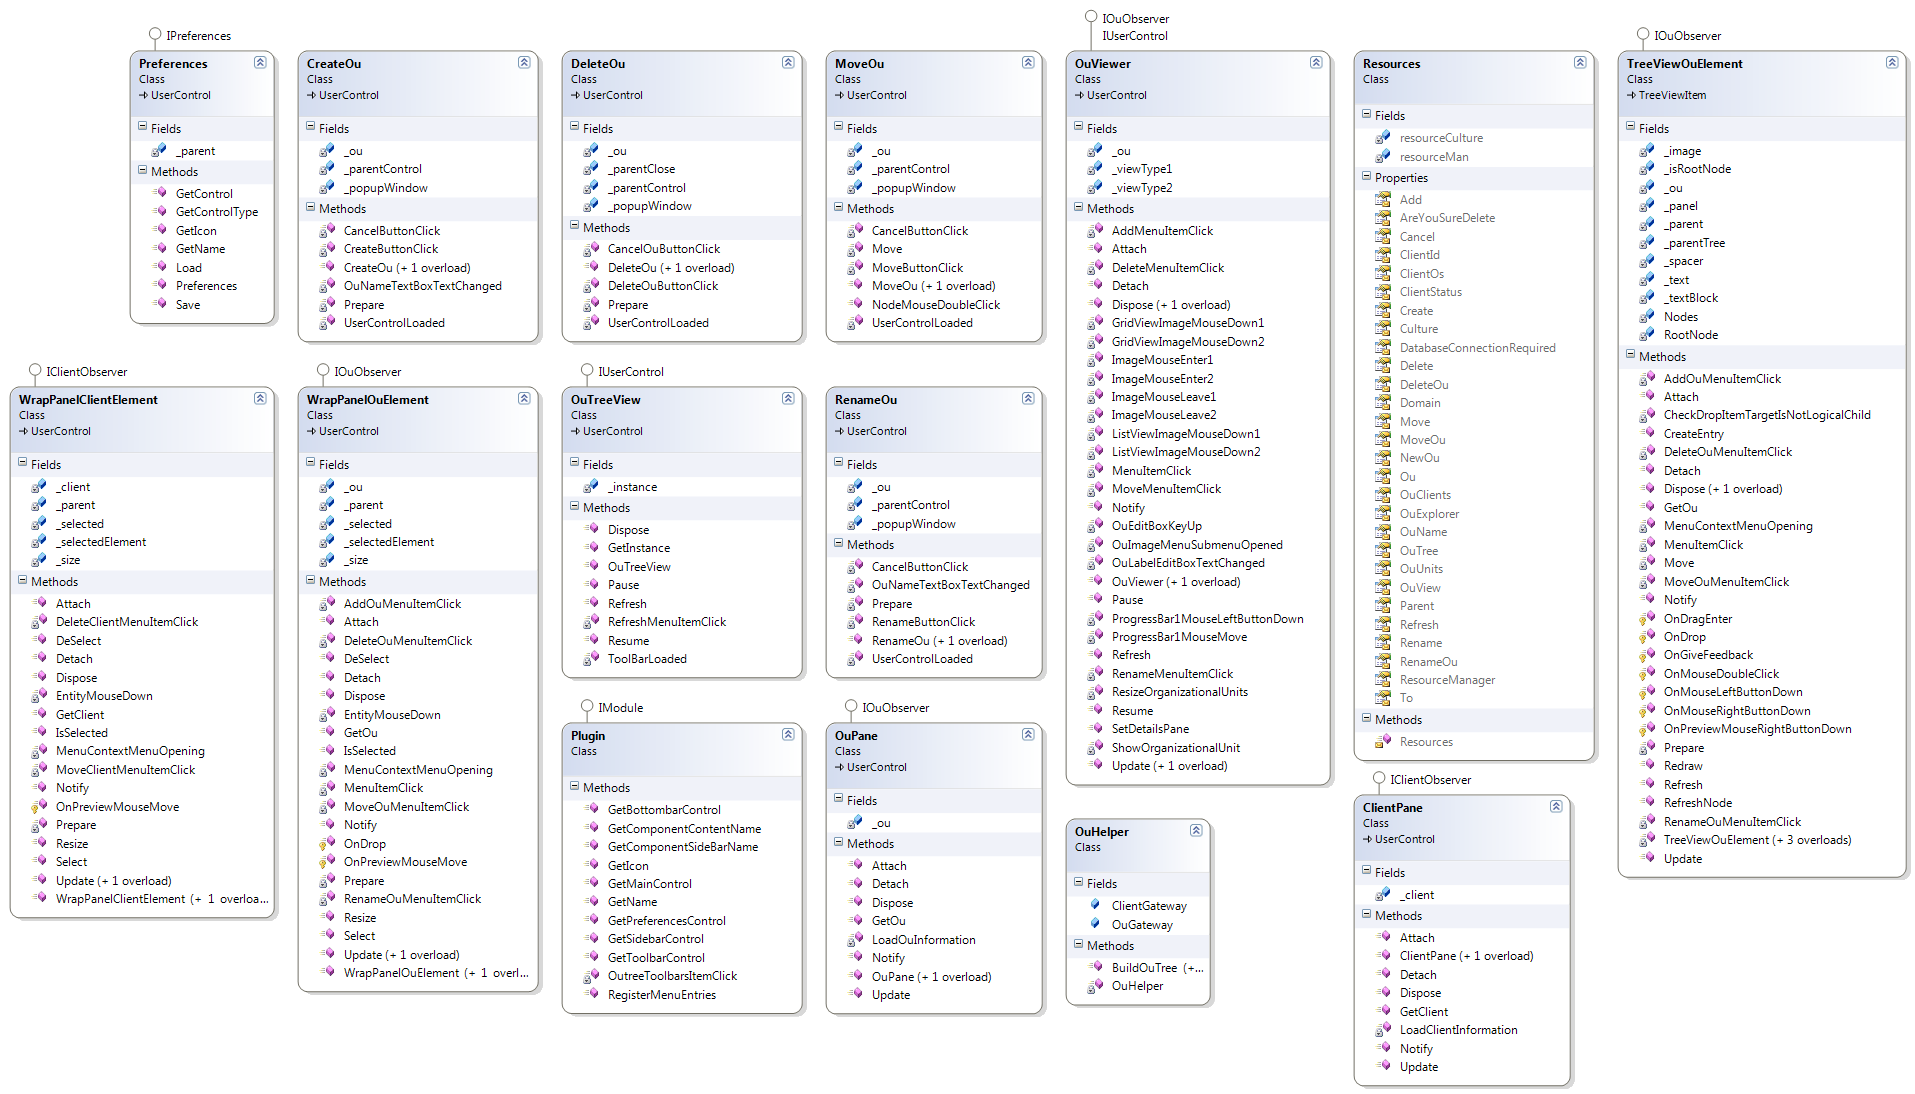 IPreferences
Preferences
Class
UserControl
Fields
_parent
Methods
GetControl
GetControlType
GetIcon
GetName
Load
Preferences
Save
CreateOu
Class
UserControl
Fields
_ou
_parentControl
_popupWindow
Methods
CancelButtonClick
CreateButtonClick
CreateOu (+ 1 overload)
OuNameTextBoxTextChanged
Prepare
UserControlLoaded
DeleteOu
Class
UserControl
Fields
_ou
_parentClose
_parentControl
_popupWindow
Methods
CancelOuButtonClick
DeleteOu (+ 1 overload)
DeleteOuButtonClick
Prepare
UserControlLoaded
MoveOu
Class
UserControl
Fields
_ou
_parentControl
_popupWindow
Methods
CancelButtonClick
Move
MoveButtonClick
MoveOu (+ 1 overload)
NodeMouseDoubleClick
UserControlLoaded
IOuObserver
IUserControl
OuViewer
Class
UserControl
Fields
_ou
_viewType1
_viewType2
Methods
AddMenuItemClick
Attach
DeleteMenuItemClick
Detach
Dispose (+ 1 overload)
GridViewImageMouseDown1
GridViewImageMouseDown2
ImageMouseEnter1
ImageMouseEnter2
ImageMouseLeave1
ImageMouseLeave2
ListViewImageMouseDown1
ListViewImageMouseDown2
MenuItemClick
MoveMenuItemClick
Notify
OuEditBoxKeyUp
OuImageMenuSubmenuOpened
OuLabelEditBoxTextChanged
OuViewer (+ 1 overload)
Pause
ProgressBar1MouseLeftButtonDown
ProgressBar1MouseMove
Refresh
RenameMenuItemClick
ResizeOrganizationalUnits
Resume
SetDetailsPane
ShowOrganizationalUnit
Update (+ 1 overload)
Resources
Class
Fields
resourceCulture
resourceMan
Properties
Add
AreYouSureDelete
Cancel
ClientId
ClientOs
ClientStatus
Create
Culture
DatabaseConnectionRequired
Delete
DeleteOu
Domain
Move
MoveOu
NewOu
Ou
OuClients
OuExplorer
OuName
OuTree
OuUnits
OuView
Parent
Refresh
Rename
RenameOu
ResourceManager
To
Methods
Resources
IOuObserver
TreeViewOuElement
Class
TreeViewItem
Fields
_image
_isRootNode
_ou
_panel
_parent
_parentTree
_spacer
_text
_textBlock
Nodes
RootNode
Methods
AddOuMenuItemClick
Attach
CheckDropItemTargetIsNotLogicalChild
CreateEntry
DeleteOuMenuItemClick
Detach
Dispose (+ 1 overload)
GetOu
MenuContextMenuOpening
MenuItemClick
Move
MoveOuMenuItemClick
Notify
OnDragEnter
OnDrop
OnGiveFeedback
OnMouseDoubleClick
OnMouseLeftButtonDown
OnMouseRightButtonDown
OnPreviewMouseRightButtonDown
Prepare
Redraw
Refresh
RefreshNode
RenameOuMenuItemClick
TreeViewOuElement (+ 3 overloads)
Update
IClientObserver
WrapPanelClientElement
Class
UserControl
Fields
_client
_parent
_selected
_selectedElement
_size
Methods
Attach
DeleteClientMenuItemClick
DeSelect
Detach
Dispose
EntityMouseDown
GetClient
IsSelected
MenuContextMenuOpening
MoveClientMenuItemClick
Notify
OnPreviewMouseMove
Prepare
Resize
Select
Update (+ 1 overload)
WrapPanelClientElement (+ 1 overloa...
IOuObserver
WrapPanelOuElement
Class
UserControl
Fields
_ou
_parent
_selected
_selectedElement
_size
Methods
AddOuMenuItemClick
Attach
DeleteOuMenuItemClick
DeSelect
Detach
Dispose
EntityMouseDown
GetOu
IsSelected
MenuContextMenuOpening
MenuItemClick
MoveOuMenuItemClick
Notify
OnDrop
OnPreviewMouseMove
Prepare
RenameOuMenuItemClick
Resize
Select
Update (+ 1 overload)
WrapPanelOuElement (+ 1 overl...
IUserControl
OuTreeView
Class
UserControl
Fields
_instance
Methods
Dispose
GetInstance
OuTreeView
Pause
Refresh
RefreshMenuItemClick
Resume
ToolBarLoaded
RenameOu
Class
UserControl
Fields
_ou
_parentControl
_popupWindow
Methods
CancelButtonClick
OuNameTextBoxTextChanged
Prepare
RenameButtonClick
RenameOu (+ 1 overload)
UserControlLoaded
IModule
Plugin
Class
Methods
GetBottombarControl
GetComponentContentName
GetComponentSideBarName
GetIcon
GetMainControl
GetName
GetPreferencesControl
GetSidebarControl
GetToolbarControl
OutreeToolbarsItemClick
RegisterMenuEntries
IOuObserver
OuPane
Class
UserControl
Fields
_ou
Methods
Attach
Detach
Dispose
GetOu
LoadOuInformation
Notify
OuPane (+ 1 overload)
Update
OuHelper
Class
Fields
ClientGateway
OuGateway
Methods
BuildOuTree (+...
OuHelper
IClientObserver
ClientPane
Class
UserControl
Fields
_client
Methods
Attach
ClientPane (+ 1 overload)
Detach
Dispose
GetClient
LoadClientInformation
Notify
Update